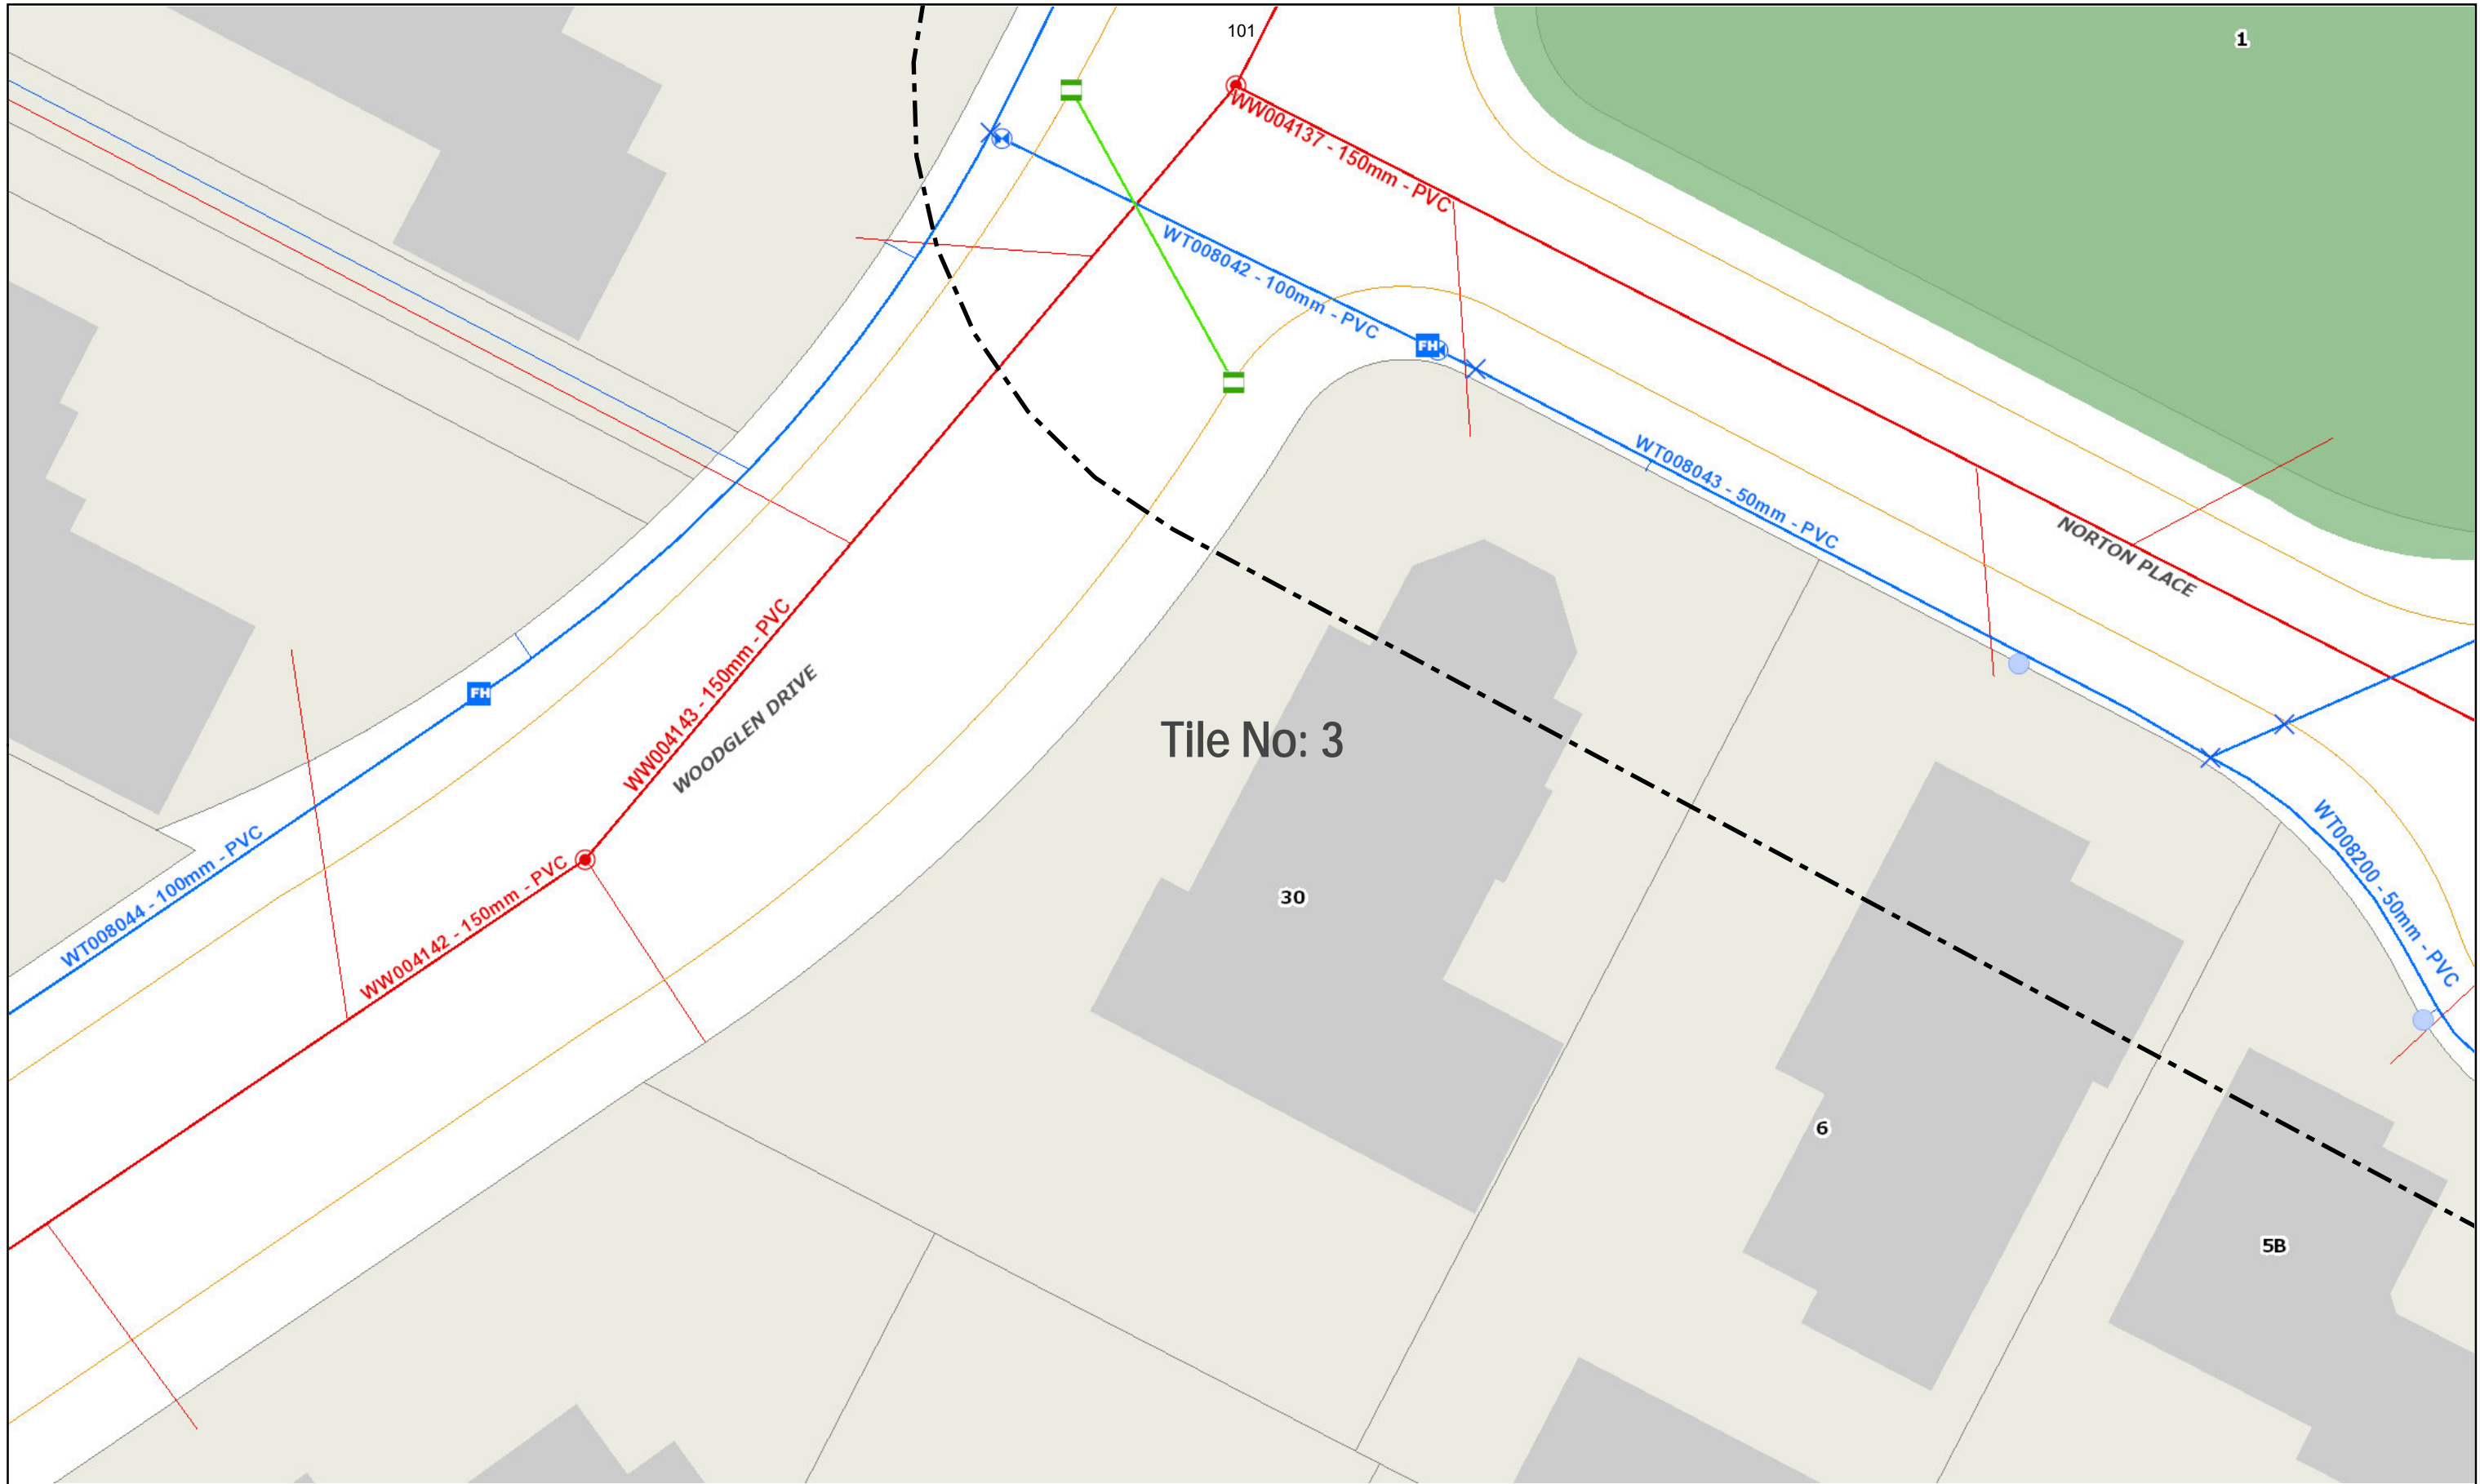 101
1
WW004137 - 150mm - PVC
WT008042 - 100mm - PVC
FH
WT008043 - 50mm - PVC
NORTON PLACE
FH
WW004143 - 150mm - PVC
WOODGLEN DRIVE
Tile No: 3
WT008044 - 100mm - PVC
WW004142 - 150mm - PVC
30
WT008200 - 50mm - PVC
6
5B